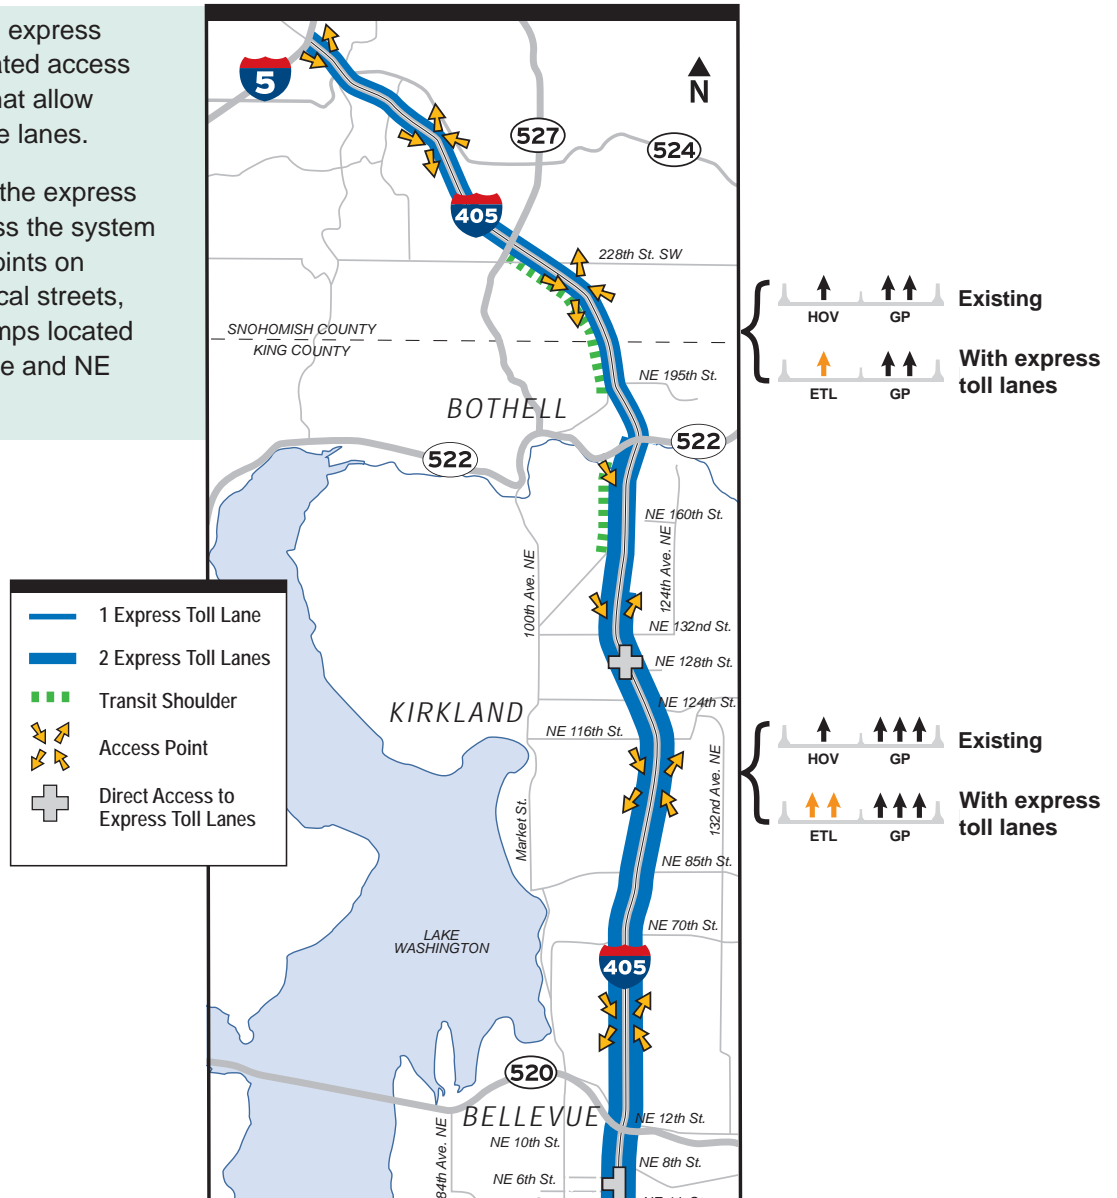 express
ated access
hat allow
e lanes.
the express
ss the system
oints on
cal streets,
mps located
e and NE
5
N
527
524
405
228th St. SW
SNOHOMISH COUNTY
KING COUNTY
NE 195th St.
BOTHELL
522
522
NE 160th St.
100th Ave. NE
124th Ave. NE
NE 132nd St.
NE 128th St.
NE 124th St.
KIRKLAND
NE 116th St.
132nd Ave. NE
Market St.
NE 85th St.
NE 70th St.
LAKE
WASHINGTON
405
520
BELLEVUE
NE 12th St.
NE 10th St.
84th Ave. NE
NE 8th St.
NE 6th St.
1 Express Toll Lane
2 Express Toll Lanes
Transit Shoulder
Access Point
Direct Access to
Express Toll Lanes
HOV GP Existing
ETL GP With express
toll lanes
HOV GP Existing
ETL GP With express
toll lanes